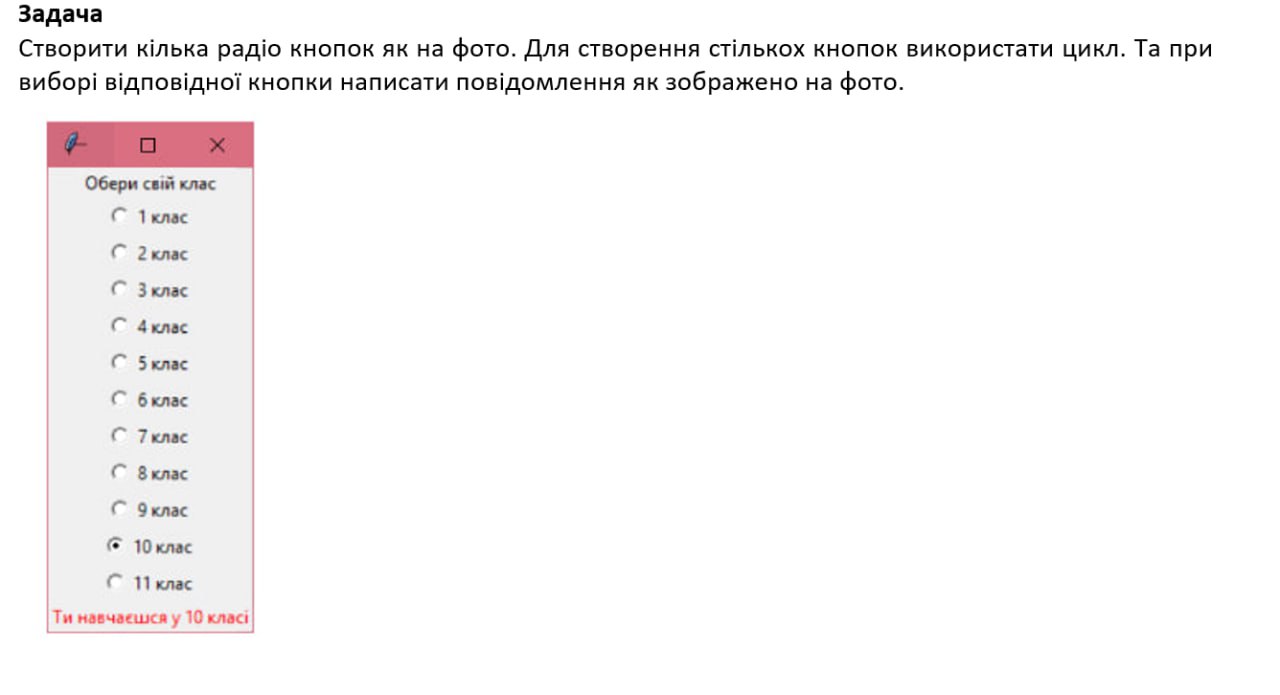 Задача
Створити кілька радіо кнопок як на фото. Для створення стількох кнопок використати цикл. Та при
виборі відповідної кнопки написати повідомлення як зображено на фото.
Обери свій клас
1 клас
2 клас
3 клас
4 клас
5 клас
6 клас
7 клас
8 клас
9 клас
10 клас
11 клас
Ти навчаєшся у 10 класі